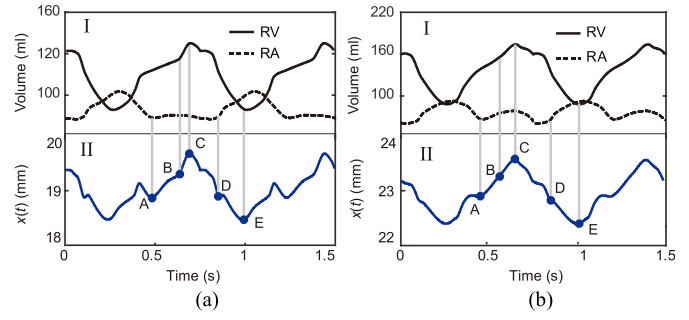 I
RV
RA
160
120
100
Volume (ml)
II
20
19
18
x(t) (mm)
A
B
C
D
E
0
0.5
1
1.5
Time (s)
(a)
I
RV
RA
220
160
100
Volume (ml)
II
24
23
22
x(t) (mm)
A
B
C
D
E
0
0.5
1
1.5
Time (s)
(b)